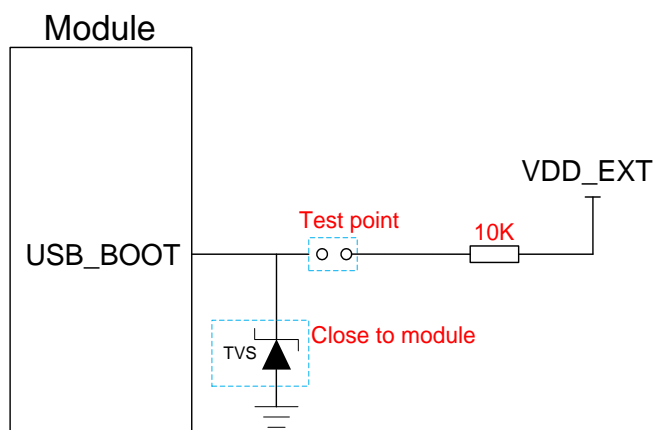 Module
VDD_EXT
Test point
10K
USB_BOOT
Close to module
TVS